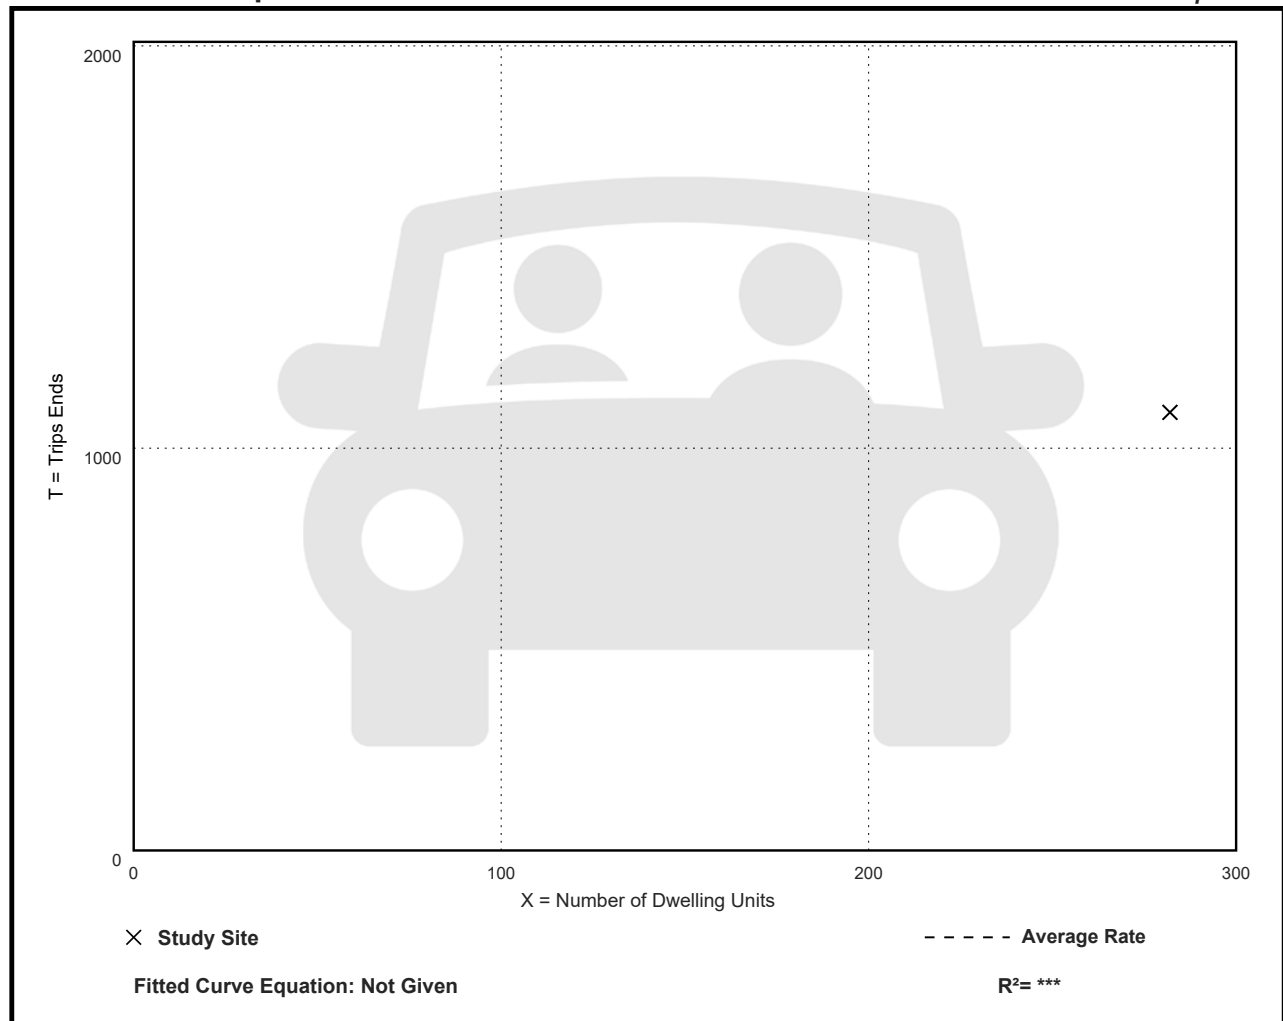 2000
T = Trips Ends
1000
0
0 100 200 300
X = Number of Dwelling Units
Study Site
Average Rate
Fitted Curve Equation: Not Given
R²= ***